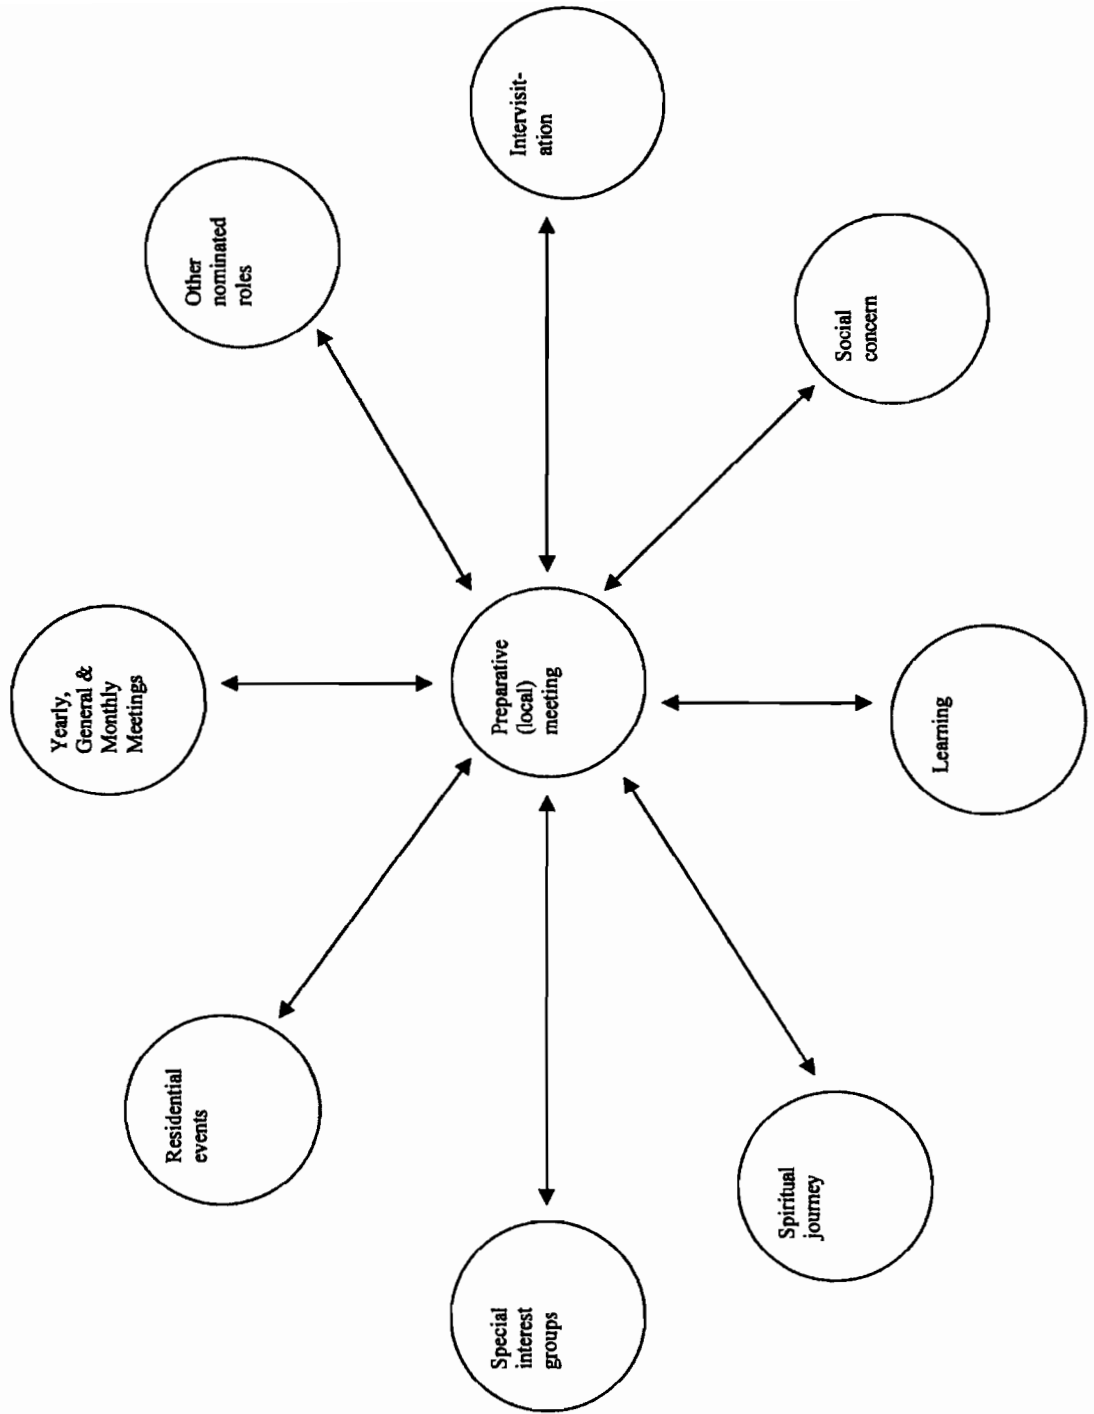 Yearly,
General &
Monthly
Meetings
Residential
events
Other
nominated
roles
Special
interest
groups
Preparative
(local)
meeting
Intervisit-
ation
Spiritual
journey
Social
concern
Learning